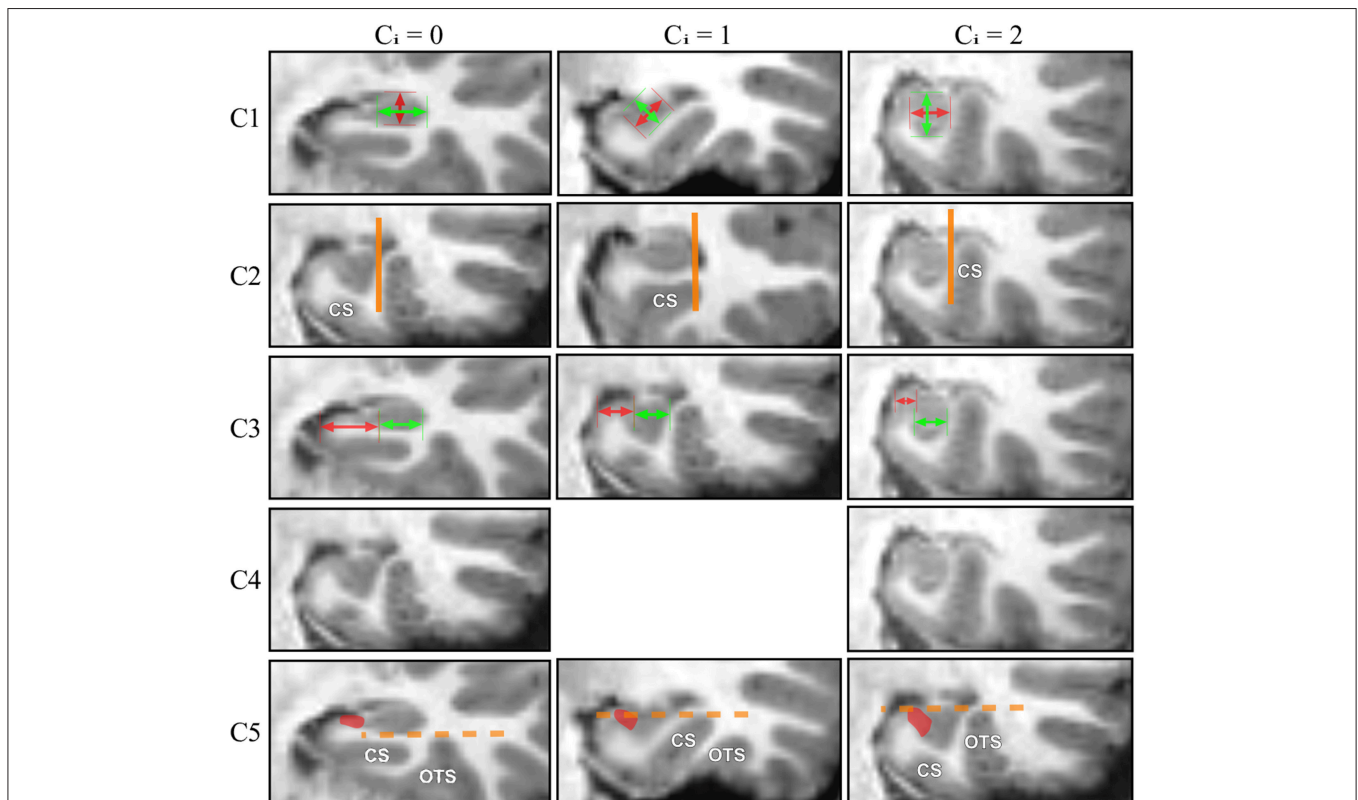 Cᵢ = 0 Cᵢ = 1 Cᵢ = 2
C1
C2 CS CS CS
C3
C4
C5 CS OTS CS OTS CS OTS